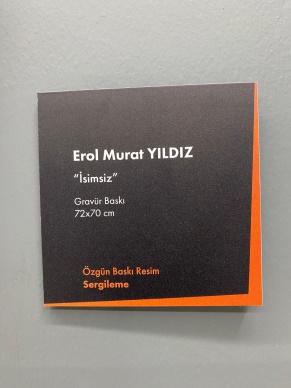 Erol Murat YILDIZ
“İsimsiz”
Gravür Baskı
72x70 cm
Özgün Baskı Resim
Sergileme